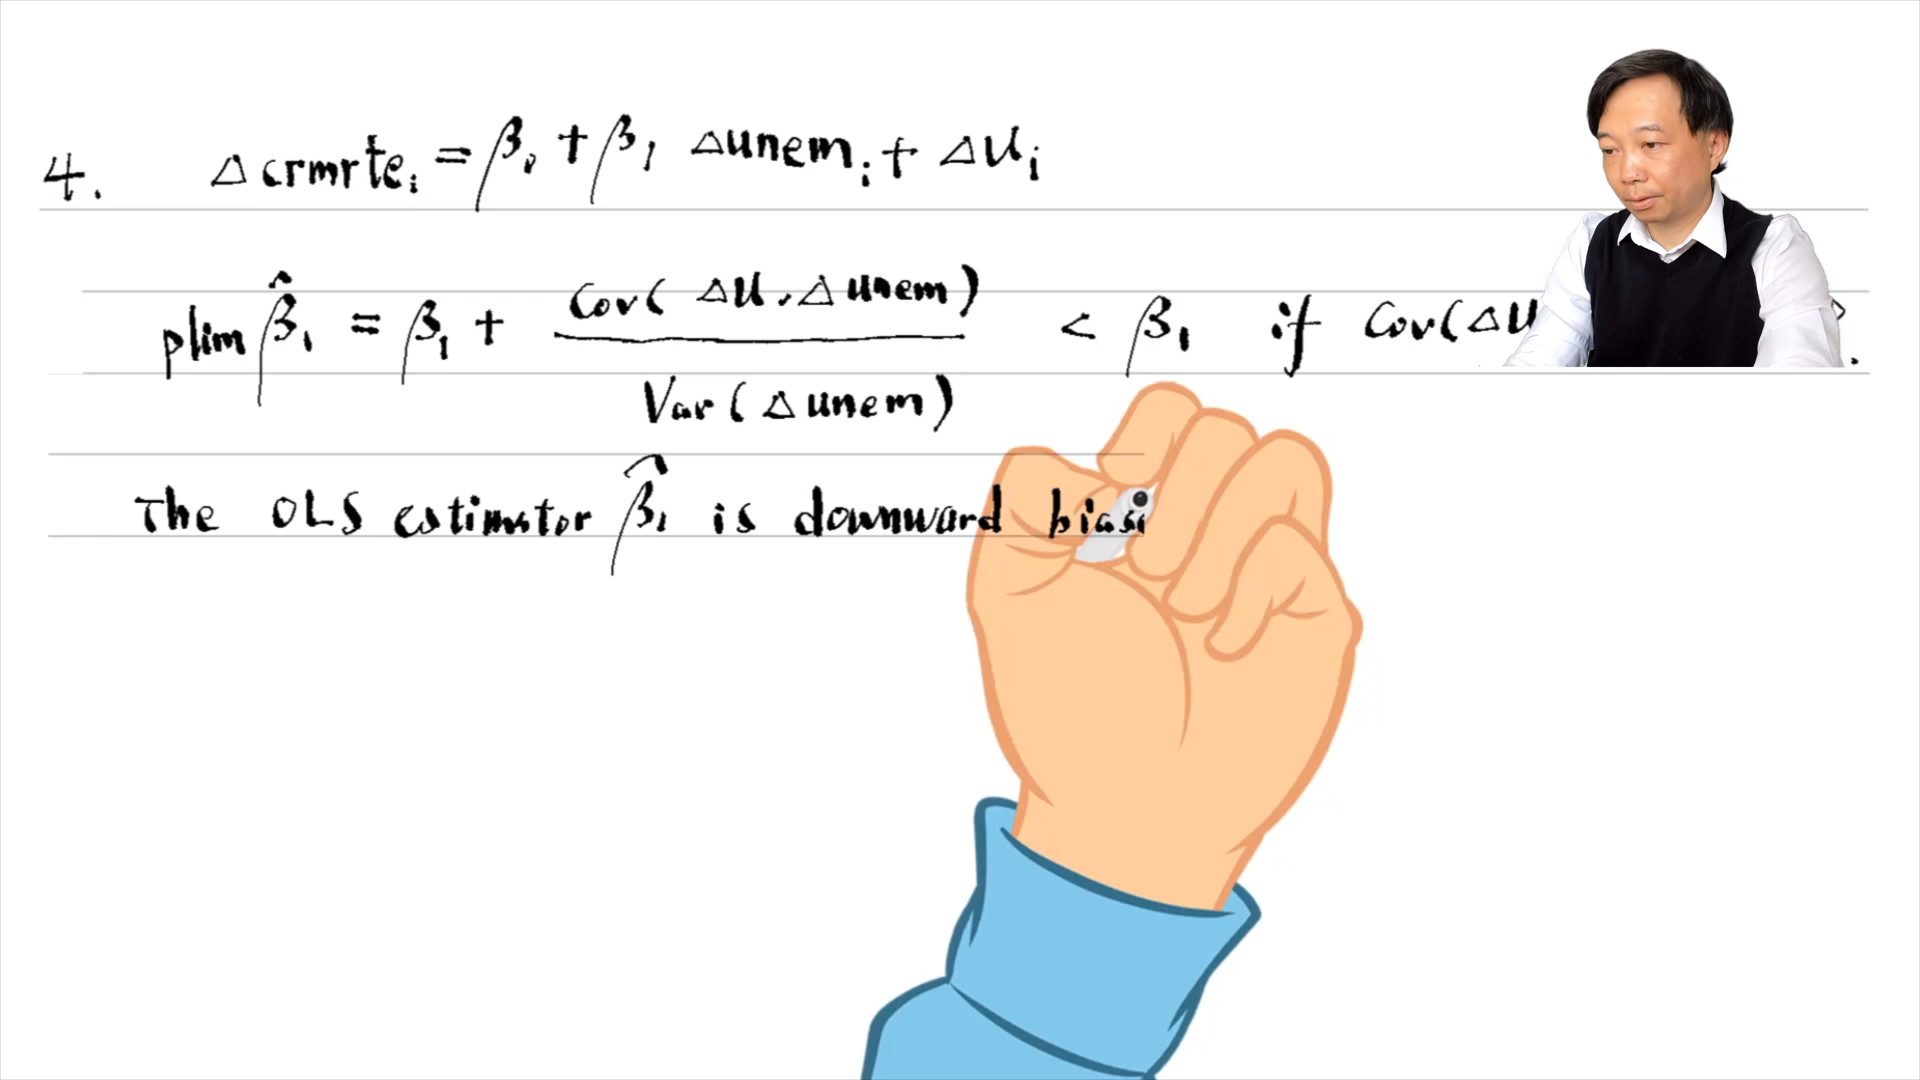 4. Δcrmrteᵢ = β₀ + β₁ Δunemᵢ + Δuᵢ
plim β̂₁ = β₁ + Cov(Δu, Δunem) / Var(Δunem) < β₁ if Cov(Δu
The OLS estimator β̂₁ is downward bias